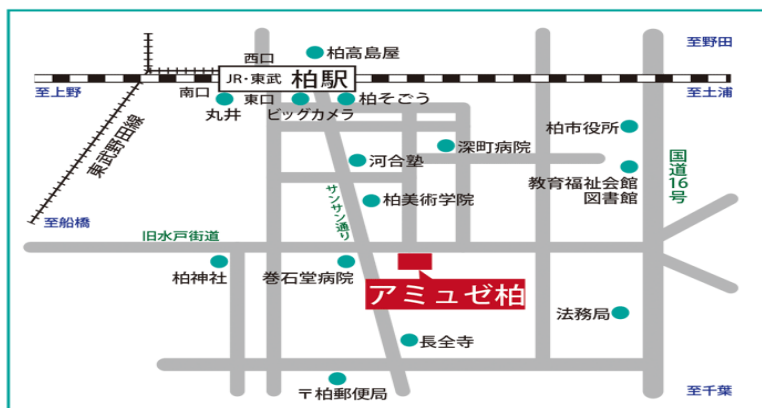 至野田
西口
柏高島屋
JR・東武 柏駅
至上野
南口
東口
至土浦
丸井
ビッグカメラ
柏そごう
東武野田線
柏市役所
深町病院
河合塾
国道16号
教育福祉会館
図書館
サンサン通り
柏美術学院
至船橋
旧水戸街道
柏神社
巻石堂病院
アミュゼ柏
法務局
長全寺
〒柏郵便局
至千葉